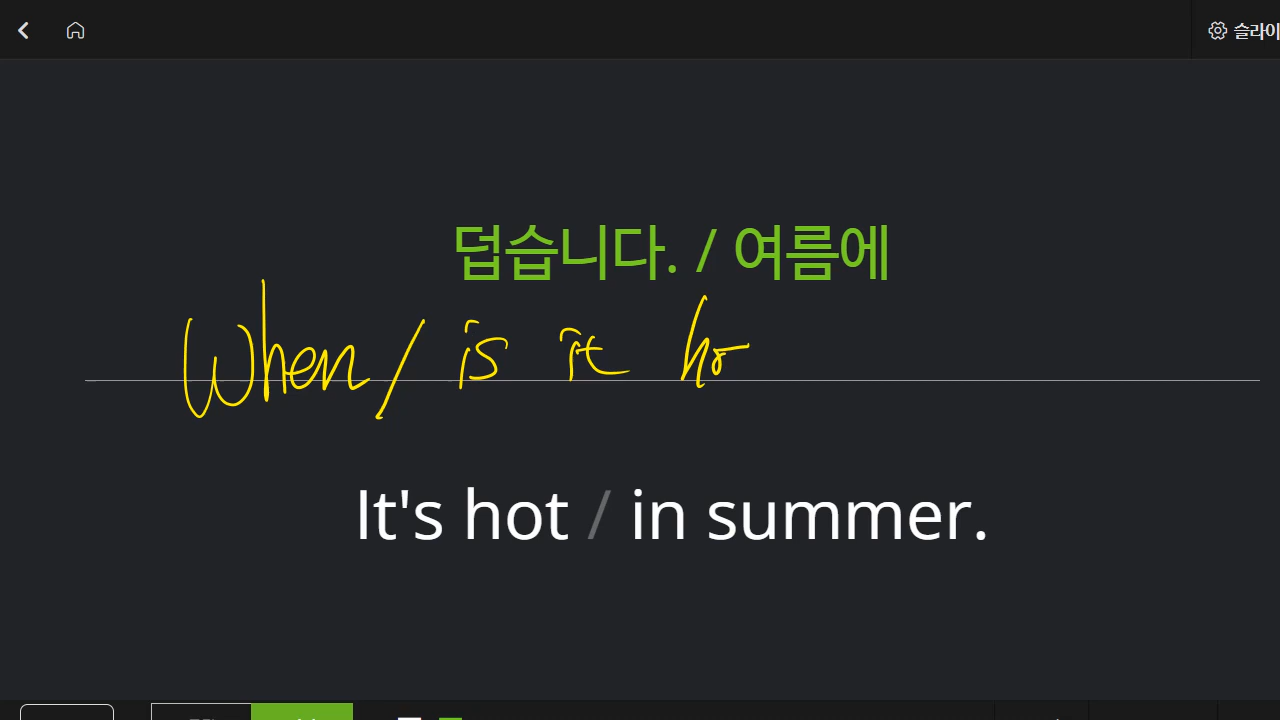 슬라이
덥습니다. / 여름에
When / is it ho
It's hot / in summer.